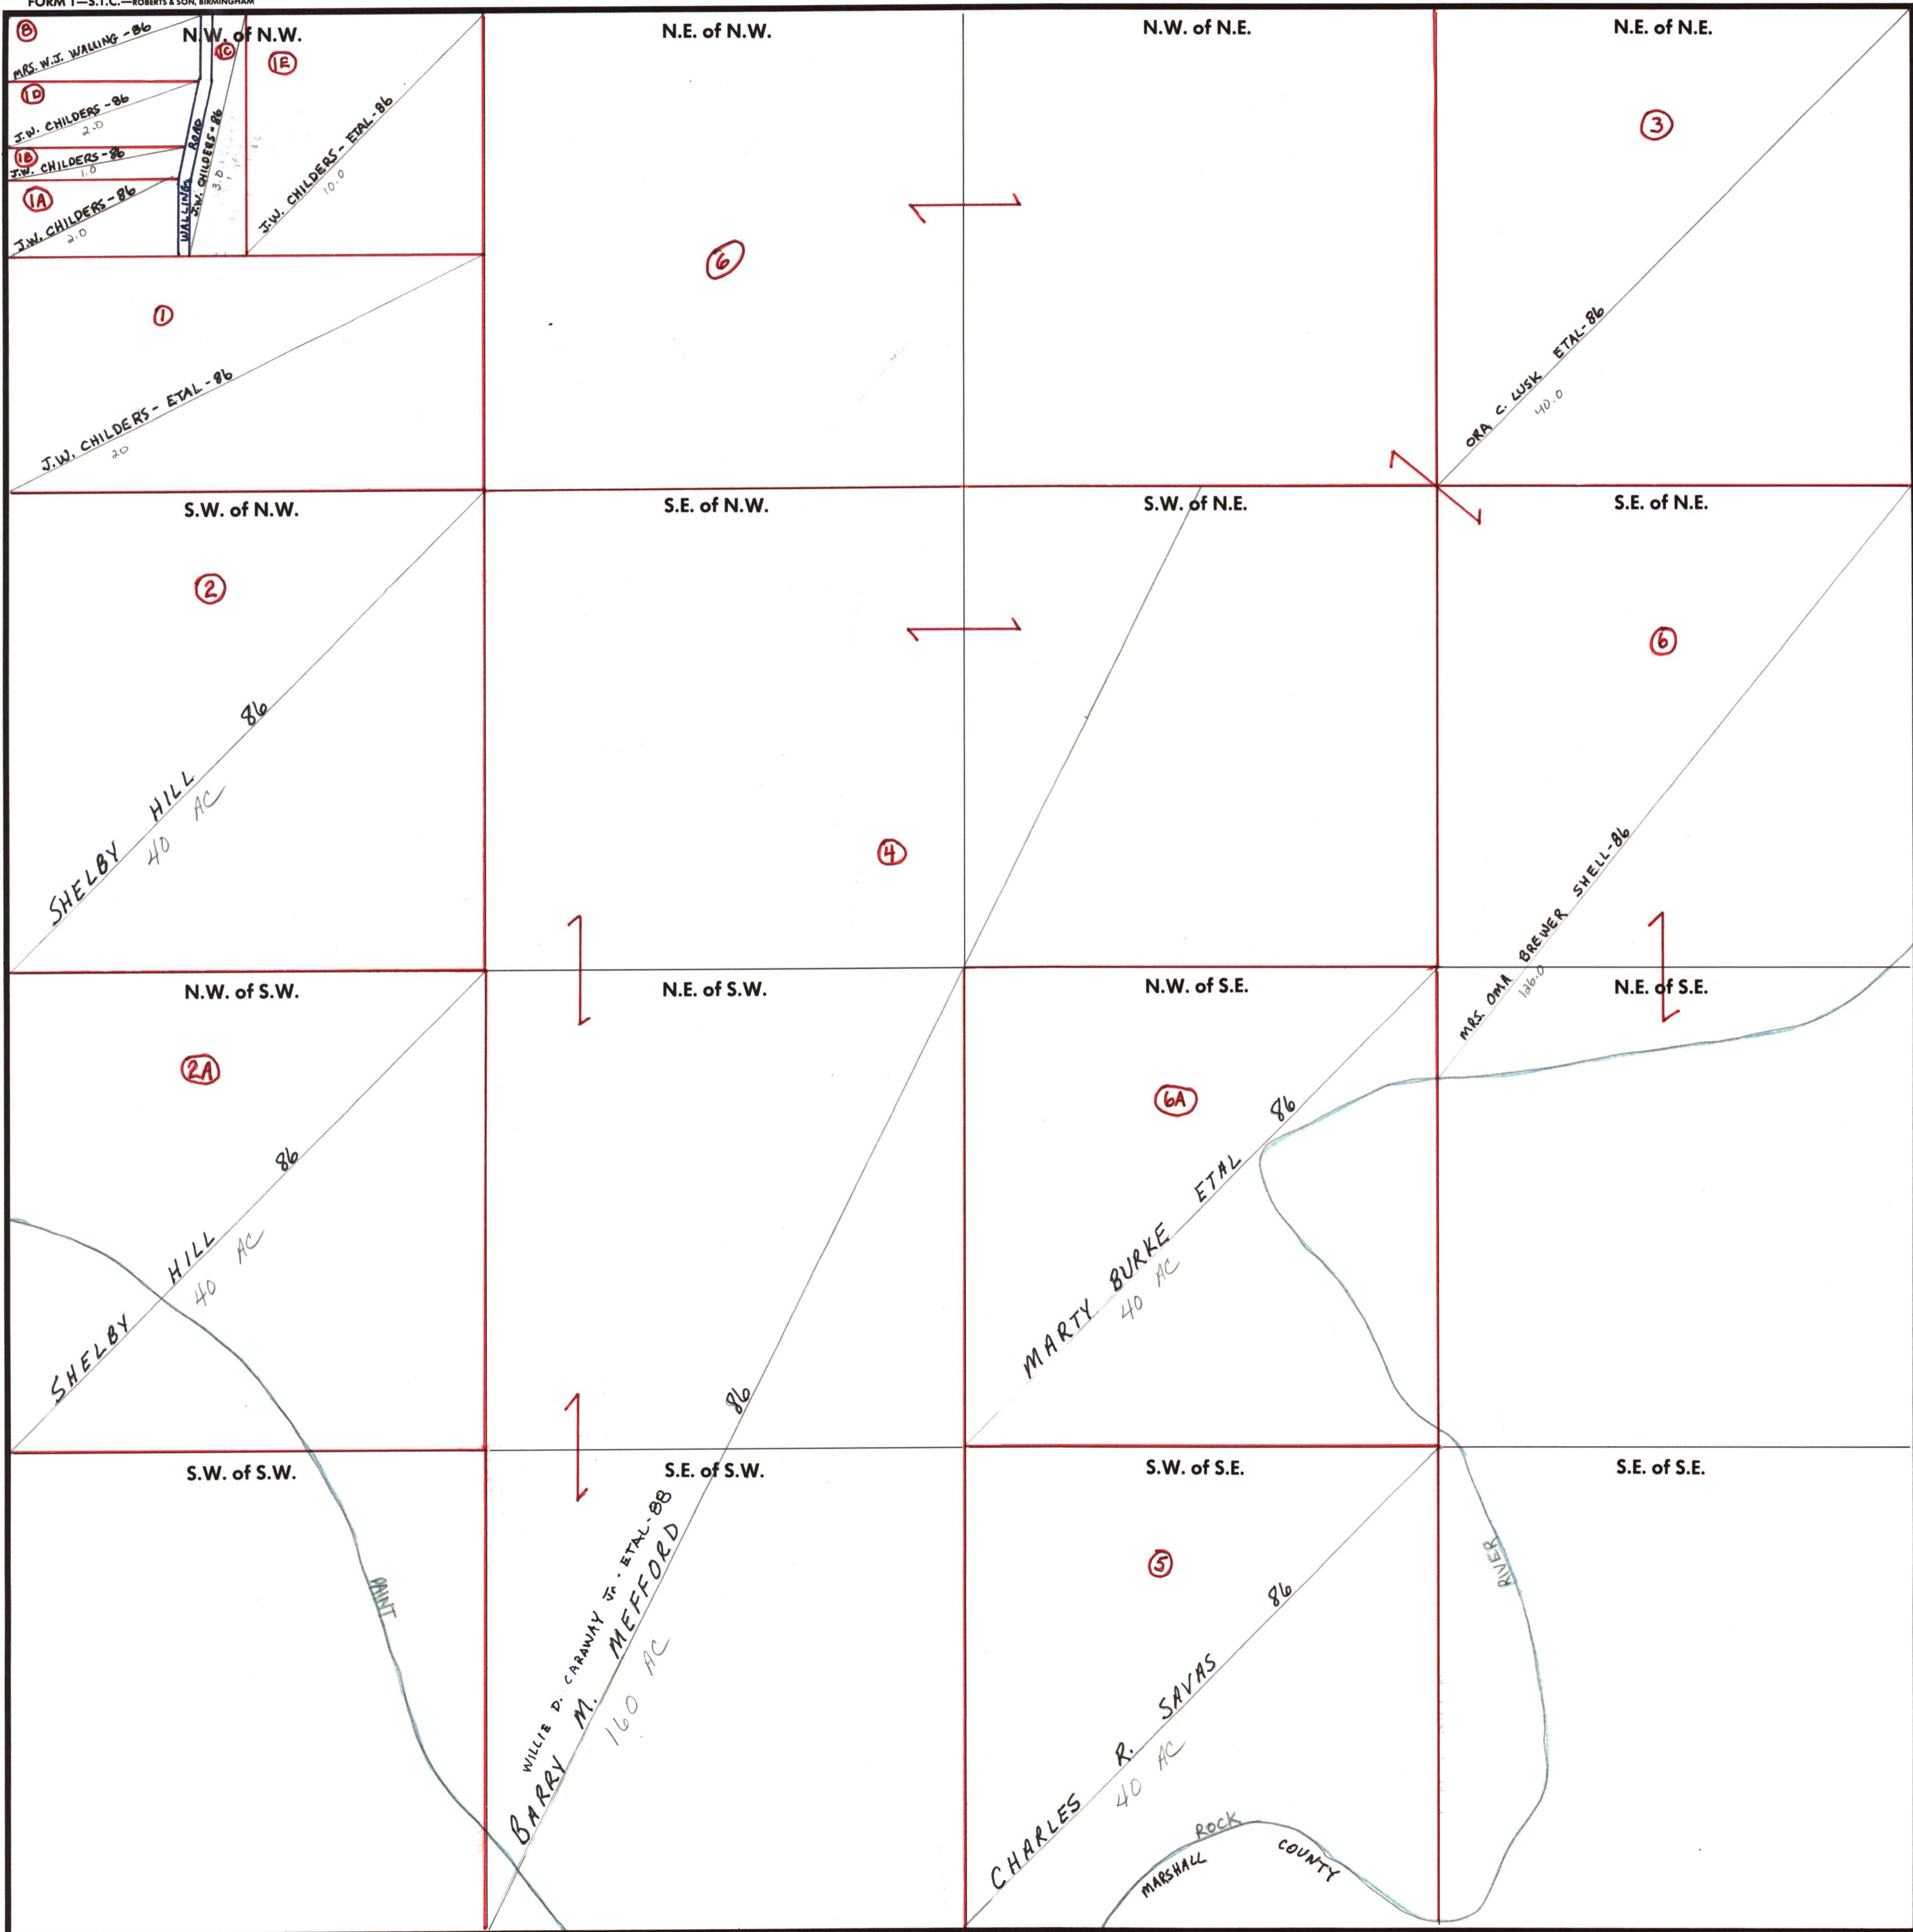 FORM 1—S.T.C.—ROBERTS & SON, BIRMINGHAM
N.W. of N.W.
N.E. of N.W.
N.W. of N.E.
N.E. of N.E.
8
MRS. W.J. WALLING - 86
1C
1E
1D
J.W. CHILDERS - 86
2.0
1B
J.W. CHILDERS - 86
1.0
1A
J.W. CHILDERS - 86
2.0
WALLINGS ROAD
J.W. CHILDERS - 86
3.0
J.W. CHILDERS - ETAL - 86
10.0
3
6
1
J.W. CHILDERS - ETAL - 86
20
ORA C. LUSK ETAL - 86
40.0
S.W. of N.W.
S.E. of N.W.
S.W. of N.E.
S.E. of N.E.
2
6
SHELBY HILL 86
40 AC
4
MRS. OMA BREWER SHELL - 86
126.0
N.W. of S.W.
N.E. of S.W.
N.W. of S.E.
N.E. of S.E.
2A
6A
SHELBY HILL 86
40 AC
MARTY BURKE ETAL 86
40 AC
S.W. of S.W.
S.E. of S.W.
S.W. of S.E.
S.E. of S.E.
5
PAINT
WILLIE D. CARAWAY Jr. - ETAL - 88
BARRY M. MEFFORD 86
160 AC
CHARLES R. SAVAS 86
40 AC
RIVER
ROCK
MARSHALL COUNTY